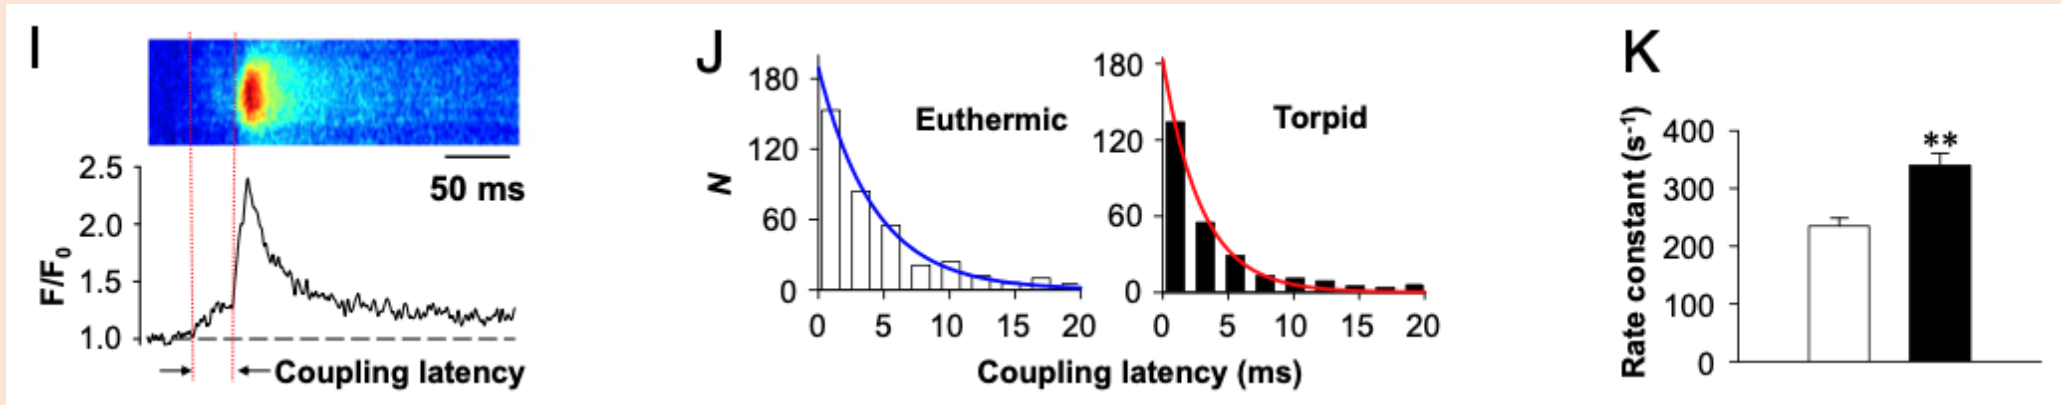 I
2.5
2.0
1.5
1.0
F/F0
50 ms
Coupling latency
J
180
120
60
0
N
Euthermic
0 5 10 15 20
180
120
60
0
Torpid
0 5 10 15 20
Coupling latency (ms)
K
Rate constant (s-1)
400
300
200
100
0
**